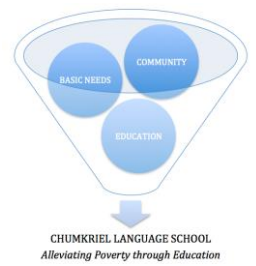 COMMUNITY
BASIC NEEDS
EDUCATION
CHUMKRIEL LANGUAGE SCHOOL
Alleviating Poverty through Education